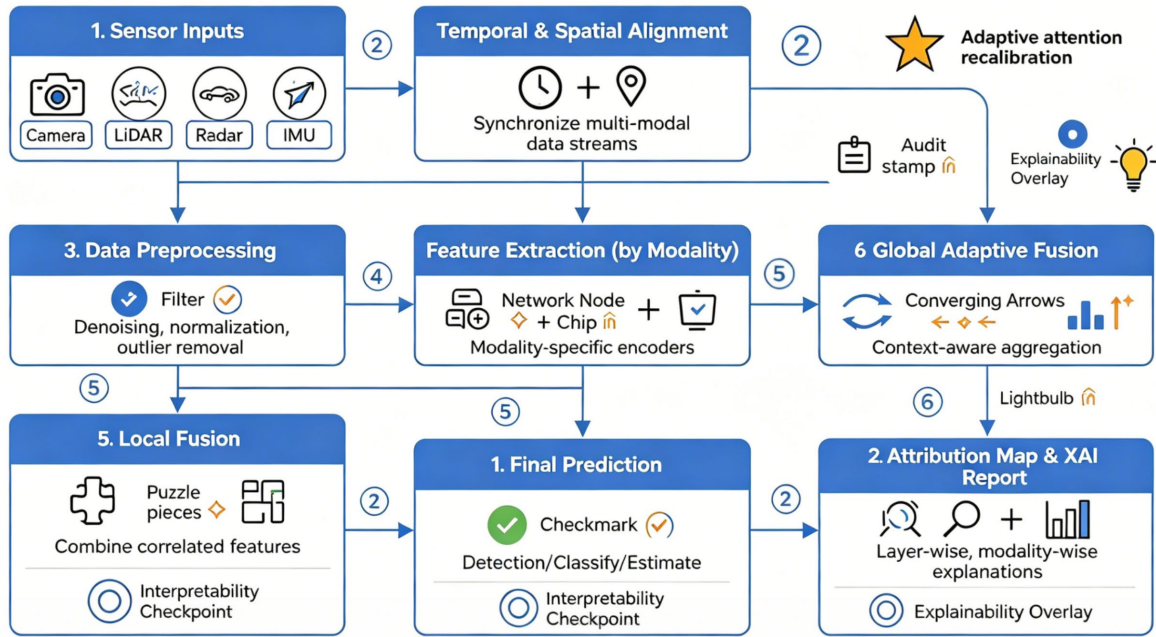 1. Sensor Inputs
Camera
LiDAR
Radar
IMU
2
Temporal & Spatial Alignment
Synchronize multi-modal
data streams
2
Adaptive attention
recalibration
Audit
stamp
Explainability
Overlay
3. Data Preprocessing
Filter
Denoising, normalization,
outlier removal
4
Feature Extraction (by Modality)
Network Node
+ Chip
+
Modality-specific encoders
5
6 Global Adaptive Fusion
Converging Arrows
Context-aware aggregation
5
5
6
Lightbulb
5. Local Fusion
Puzzle
pieces
Combine correlated features
Interpretability
Checkpoint
2
1. Final Prediction
Checkmark
Detection/Classify/Estimate
Interpretability
Checkpoint
2
2. Attribution Map & XAI
Report
Layer-wise, modality-wise
explanations
Explainability Overlay